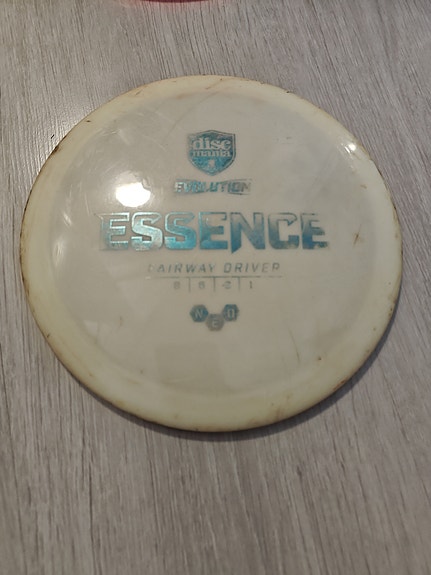 disc
mania
EVOLUTION
ESSENCE
FAIRWAY DRIVER
8 | 6 | -2 | 1
NEO